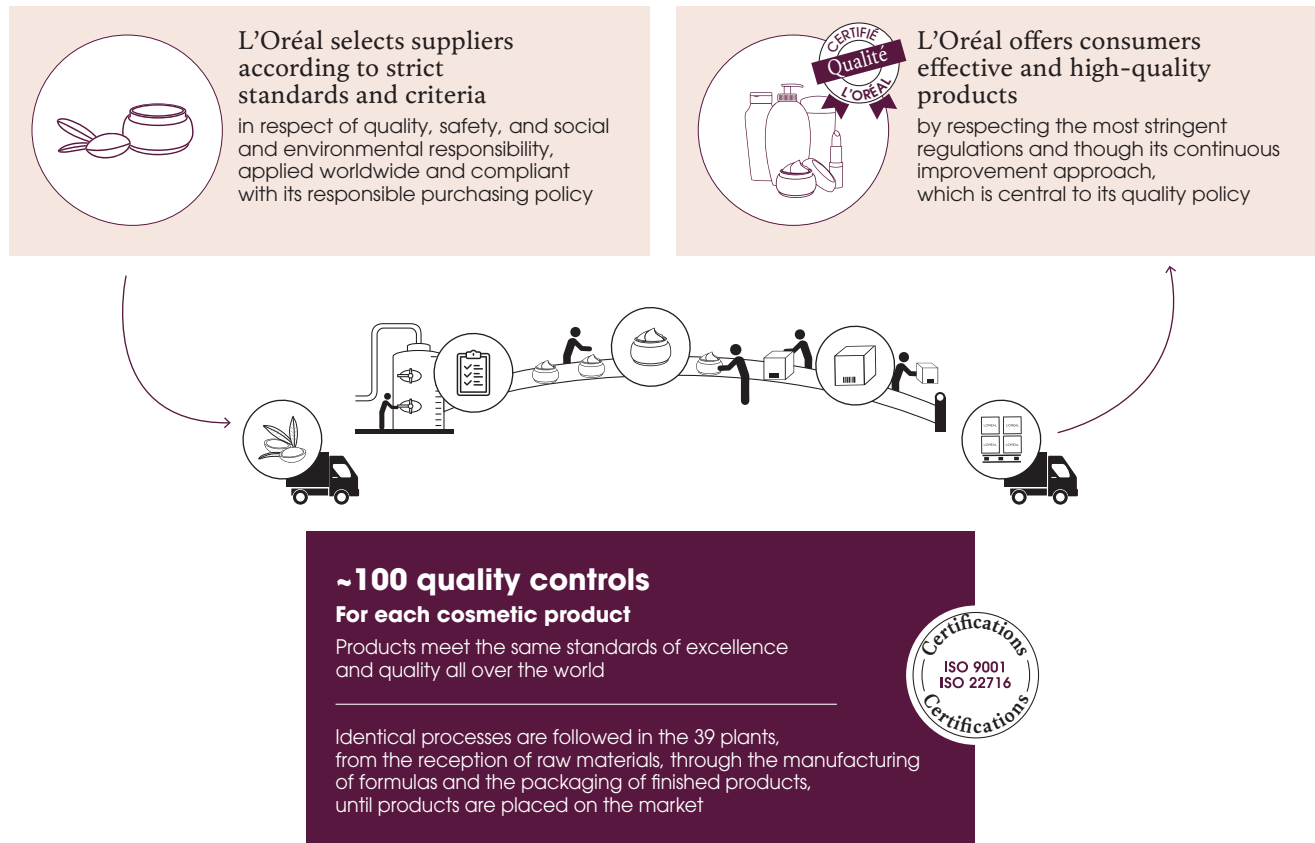 L'Oréal selects suppliers
according to strict
standards and criteria
in respect of quality, safety, and social
and environmental responsibility,
applied worldwide and compliant
with its responsible purchasing policy
CERTIFIÉ
Qualité
L'ORÉAL
L'Oréal offers consumers
effective and high-quality
products
by respecting the most stringent
regulations and though its continuous
improvement approach,
which is central to its quality policy
L'ORÉAL L'ORÉAL
L'ORÉAL L'ORÉAL
~100 quality controls
For each cosmetic product
Products meet the same standards of excellence
and quality all over the world
Identical processes are followed in the 39 plants,
from the reception of raw materials, through the manufacturing
of formulas and the packaging of finished products,
until products are placed on the market
Certifications
ISO 9001
ISO 22716
Certifications